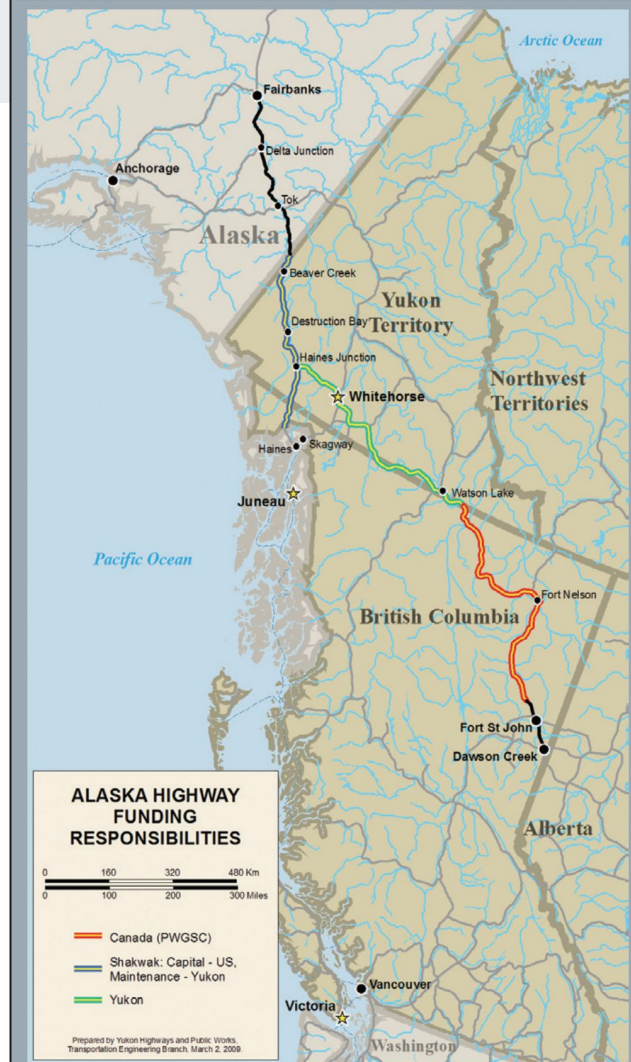 Arctic Ocean
Fairbanks
Delta Junction
Anchorage
Tok
Alaska
Beaver Creek
Yukon
Territory
Destruction Bay
Haines Junction
Northwest
Territories
Whitehorse
Skagway
Haines
Watson Lake
Juneau
Pacific Ocean
Fort Nelson
British Columbia
Fort St John
Dawson Creek
Alberta
ALASKA HIGHWAY
FUNDING
RESPONSIBILITIES
0 160 320 480 Km
0 100 200 300 Miles
Canada (PWGSC)
Shakwak: Capital - US,
Maintenance - Yukon
Yukon
Prepared by Yukon Highways and Public Works,
Transportation Engineering Branch, March 2, 2009.
Vancouver
Victoria
Washington